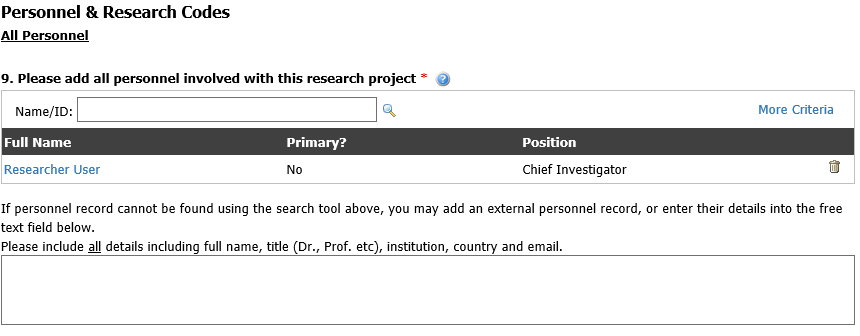 Personnel & Research Codes
All Personnel
9. Please add all personnel involved with this research project * ?
Name/ID: More Criteria
Full Name Primary? Position
Researcher User No Chief Investigator
If personnel record cannot be found using the search tool above, you may add an external personnel record, or enter their details into the free
text field below.
Please include all details including full name, title (Dr., Prof. etc), institution, country and email.